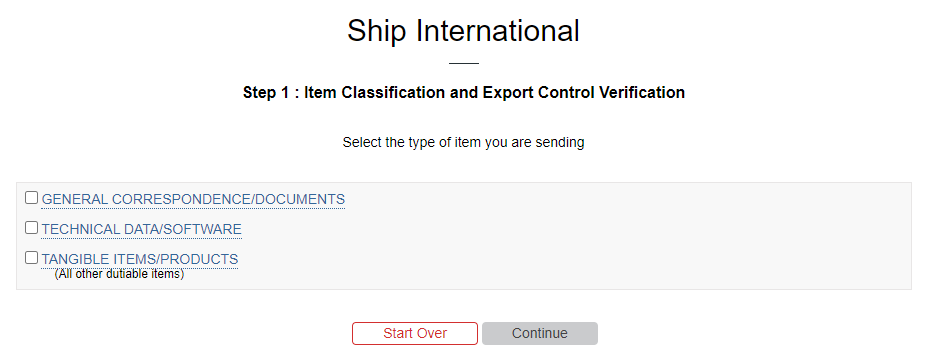 Ship International
Step 1 : Item Classification and Export Control Verification
Select the type of item you are sending
GENERAL CORRESPONDENCE/DOCUMENTS
TECHNICAL DATA/SOFTWARE
TANGIBLE ITEMS/PRODUCTS
(All other dutiable items)
Start Over Continue